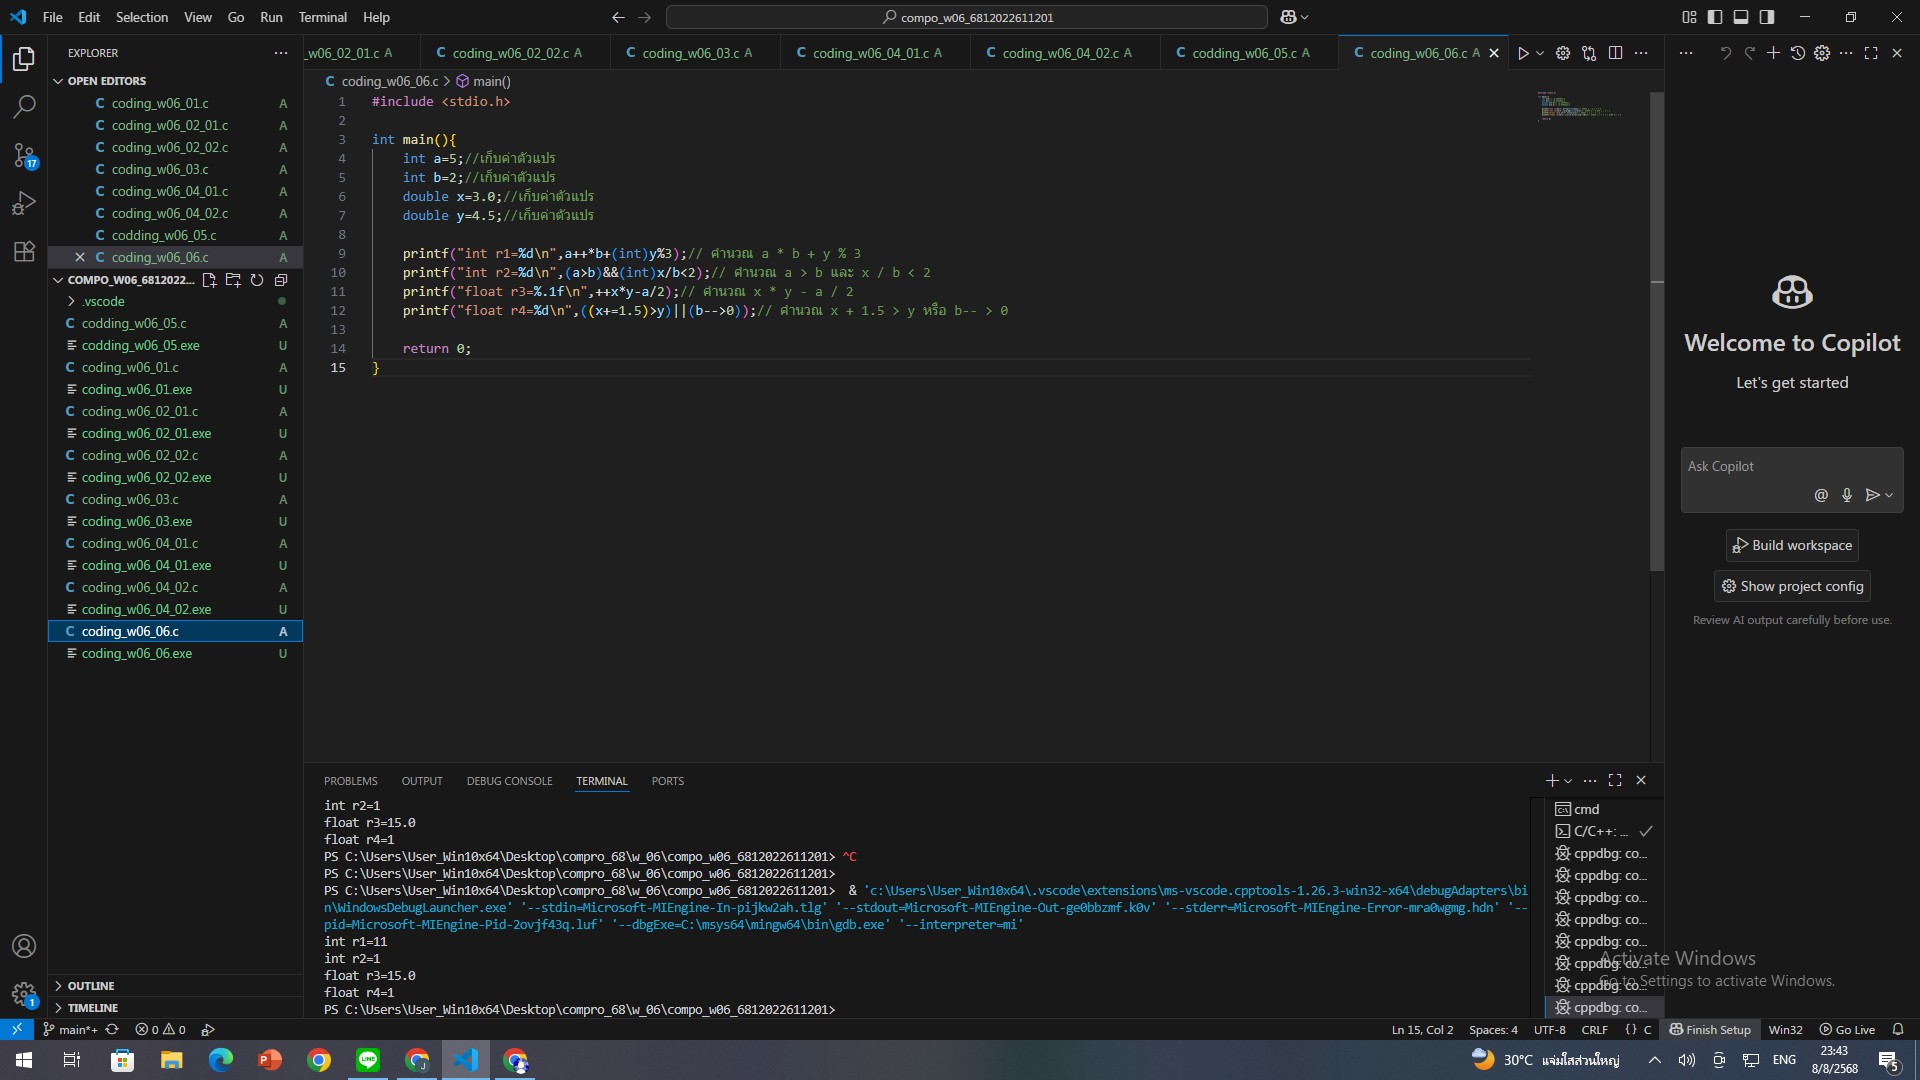 File Edit Selection View Go Run Terminal Help
compo_w06_6812022611201
EXPLORER
OPEN EDITORS
coding_w06_01.c A
coding_w06_02_01.c A
coding_w06_02_02.c A
coding_w06_03.c A
coding_w06_04_01.c A
coding_w06_04_02.c A
codding_w06_05.c A
coding_w06_06.c A
COMPO_W06_6812022...
.vscode
codding_w06_05.c A
codding_w06_05.exe U
coding_w06_01.c A
coding_w06_01.exe U
coding_w06_02_01.c A
coding_w06_02_01.exe U
coding_w06_02_02.c A
coding_w06_02_02.exe U
coding_w06_03.c A
coding_w06_03.exe U
coding_w06_04_01.c A
coding_w06_04_01.exe U
coding_w06_04_02.c A
coding_w06_04_02.exe U
coding_w06_06.c A
coding_w06_06.exe U
OUTLINE
TIMELINE
17
1
_w06_02_01.c A C coding_w06_02_02.c A C coding_w06_03.c A C coding_w06_04_01.c A C coding_w06_04_02.c A C codding_w06_05.c A C coding_w06_06.c A
C coding_w06_06.c > main()
1 #include <stdio.h>
2
3 int main(){
4 int a=5;//เก็บค่าตัวแปร
5 int b=2;//เก็บค่าตัวแปร
6 double x=3.0;//เก็บค่าตัวแปร
7 double y=4.5;//เก็บค่าตัวแปร
8
9 printf("int r1=%d\n",a++*b+(int)y%3);// คำนวณ a * b + y % 3
10 printf("int r2=%d\n",(a>b)&&(int)x/b<2);// คำนวณ a > b และ x / b < 2
11 printf("float r3=%.1f\n",++x*y-a/2);// คำนวณ x * y - a / 2
12 printf("float r4=%d\n",((x+=1.5)>y)||(b-->0));// คำนวณ x + 1.5 > y หรือ b-- > 0
13
14 return 0;
15 }
PROBLEMS OUTPUT DEBUG CONSOLE TERMINAL PORTS
int r2=1
float r3=15.0
float r4=1
PS C:\Users\User_Win10x64\Desktop\compro_68\w_06\compo_w06_6812022611201> ^C
PS C:\Users\User_Win10x64\Desktop\compro_68\w_06\compo_w06_6812022611201>
PS C:\Users\User_Win10x64\Desktop\compro_68\w_06\compo_w06_6812022611201> & 'c:\Users\User_Win10x64\.vscode\extensions\ms-vscode.cpptools-1.26.3-win32-x64\debugAdapters\bi
n\WindowsDebugLauncher.exe' '--stdin=Microsoft-MIEngine-In-pijkw2ah.tlg' '--stdout=Microsoft-MIEngine-Out-ge0bbzmf.k0v' '--stderr=Microsoft-MIEngine-Error-mra0wgmg.hdn' '--
pid=Microsoft-MIEngine-Pid-2ovjf43q.luf' '--dbgExe=C:\msys64\mingw64\bin\gdb.exe' '--interpreter=mi'
int r1=11
int r2=1
float r3=15.0
float r4=1
PS C:\Users\User_Win10x64\Desktop\compro_68\w_06\compo_w06_6812022611201>
cmd
C/C++: ...
cppdbg: co...
cppdbg: co...
cppdbg: co...
cppdbg: co...
cppdbg: co...
cppdbg: co...
cppdbg: co...
cppdbg: co...
Welcome to Copilot
Let's get started
Ask Copilot
Build workspace
Show project config
Review AI output carefully before use.
Activate Windows
Go to Settings to activate Windows.
main*+ 0 0 Ln 15, Col 2 Spaces: 4 UTF-8 CRLF {} C Finish Setup Win32 Go Live
30°C แจ่มใสส่วนใหญ่ ENG
23:43
8/8/2568
5